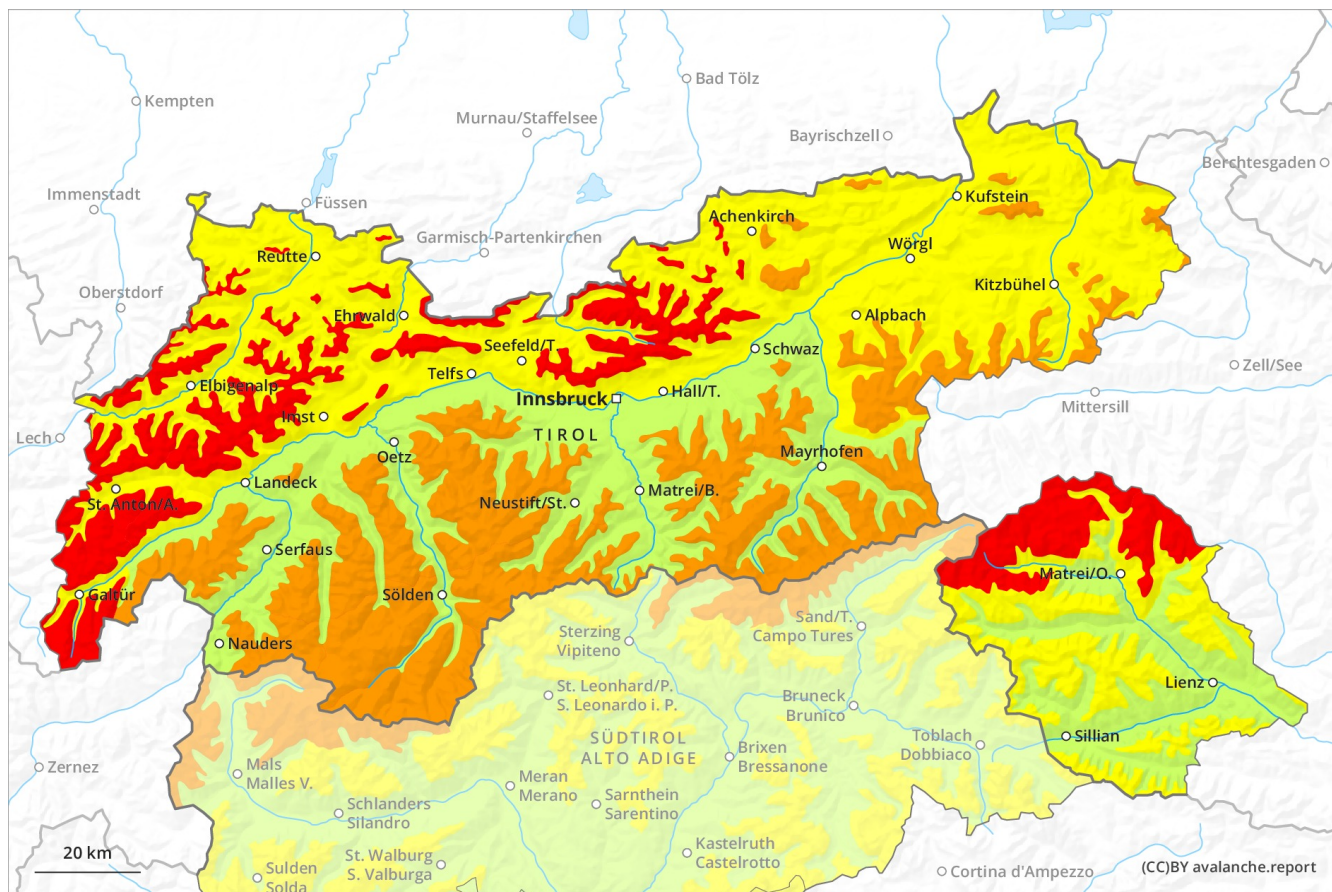 Bad Tölz
Kempten
Murnau/Staffelsee
Bayrischzell
Berchtesgaden
Immenstadt
Füssen
Kufstein
Achenkirch
Garmisch-Partenkirchen
Wörgl
Reutte
Oberstdorf
Kitzbühel
Ehrwald
Alpbach
Seefeld/T.
Schwaz
Zell/See
Telfs
Elbigenalp
Innsbruck
Hall/T.
Mittersill
Imst
Lech
TIROL
Oetz
Mayrhofen
Landeck
Matrei/B.
St. Anton/A.
Neustift/St.
Serfaus
Matrei/O.
Galtür
Sölden
Sand/T.
Campo Tures
Sterzing
Vipiteno
Nauders
Lienz
St. Leonhard/P.
S. Leonardo i. P.
Bruneck
Brunico
Sillian
SÜDTIROL
ALTO ADIGE
Toblach
Dobbiaco
Brixen
Bressanone
Zernez
Mals
Malles V.
Meran
Merano
Sarnthein
Sarentino
Schlanders
Silandro
Kastelruth
Castelrotto
20 km
St. Walburg
S. Valburga
Sulden
Solda
Cortina d'Ampezzo
(CC)BY avalanche.report